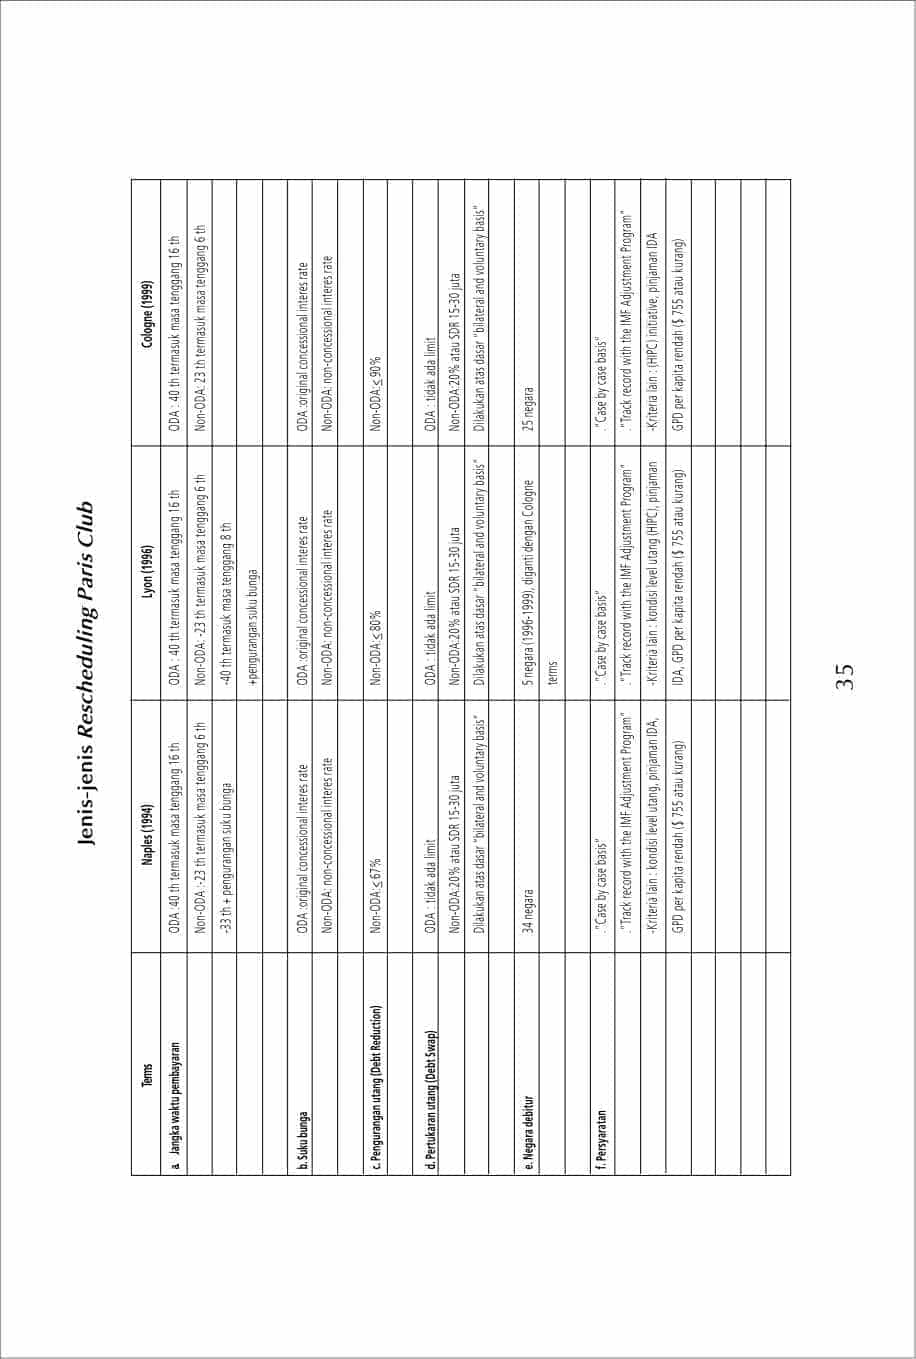 Jenis-jenis Rescheduling Paris Club
Terms Naples (1994) Lyon (1996) Cologne (1999)
a. Jangka waktu pembayaran ODA :40 th termasuk masa tenggang 16 th ODA : 40 th termasuk masa tenggang 16 th ODA : 40 th termasuk masa tenggang 16 th
Non-ODA :-23 th termasuk masa tenggang 6 th Non-ODA: -23 th termasuk masa tenggang 6 th Non-ODA: 23 th termasuk masa tenggang 6 th
-33 th + pengurangan suku bunga -40 th termasuk masa tenggang 8 th
+pengurangan suku bunga
b. Suku bunga ODA :original concessional interes rate ODA :original concessional interes rate ODA :original concessional interes rate
Non-ODA: non-concessional interes rate Non-ODA: non-concessional interes rate Non-ODA: non-concessional interes rate
c. Pengurangan utang (Debt Reduction) Non-ODA:≤ 67% Non-ODA:≤ 80% Non-ODA:≤ 90%
d. Pertukaran utang (Debt Swap) ODA : tidak ada limit ODA : tidak ada limit ODA : tidak ada limit
Non-ODA:20% atau SDR 15-30 juta Non-ODA:20% atau SDR 15-30 juta Non-ODA:20% atau SDR 15-30 juta
Dilakukan atas dasar "bilateral and voluntary basis" Dilakukan atas dasar "bilateral and voluntary basis" Dilakukan atas dasar "bilateral and voluntary basis"
e. Negara debitur 34 negara 5 negara (1996-1999), diganti dengan Cologne 25 negara
terms
f. Persyaratan . "Case by case basis" . "Case by case basis" . "Case by case basis"
. "Track record with the IMF Adjustment Program" . "Track record with the IMF Adjustment Program" . "Track record with the IMF Adjustment Program"
-Kriteria lain : kondisi level utang, pinjaman IDA, -Kriteria lain : kondisi level utang (HIPC), pinjaman -Kriteria lain : (HIPC) initiative, pinjaman IDA
GPD per kapita rendah ($ 755 atau kurang) IDA, GPD per kapita rendah ($ 755 atau kurang) GPD per kapita rendah ($ 755 atau kurang)
35